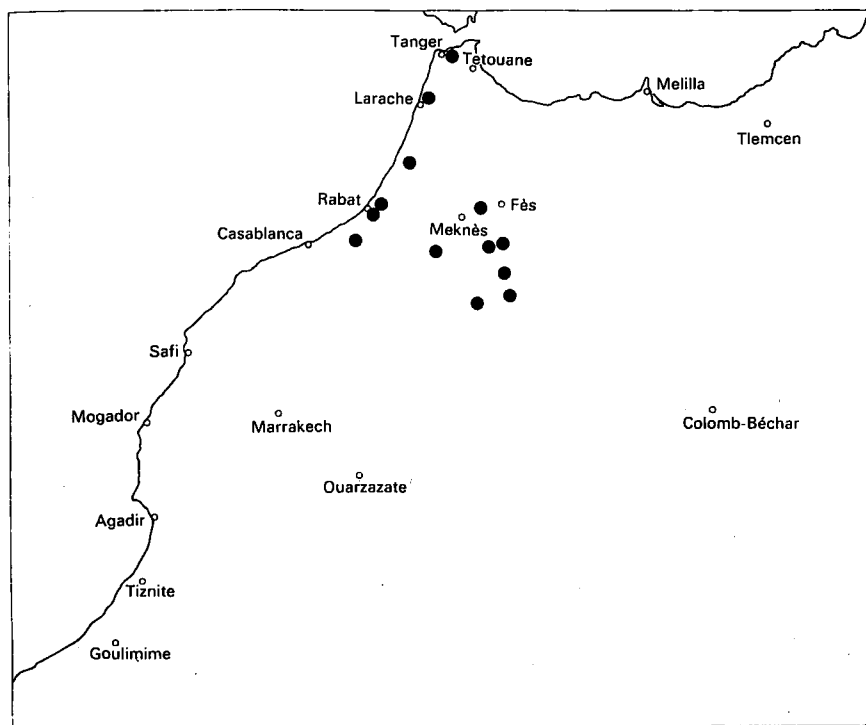 Tanger
Tetouane
Melilla
Larache
Tlemcen
Rabat
Fès
Meknès
Casablanca
Safi
Mogador
Marrakech
Colomb-Béchar
Ouarzazate
Agadir
Tiznite
Goulimime